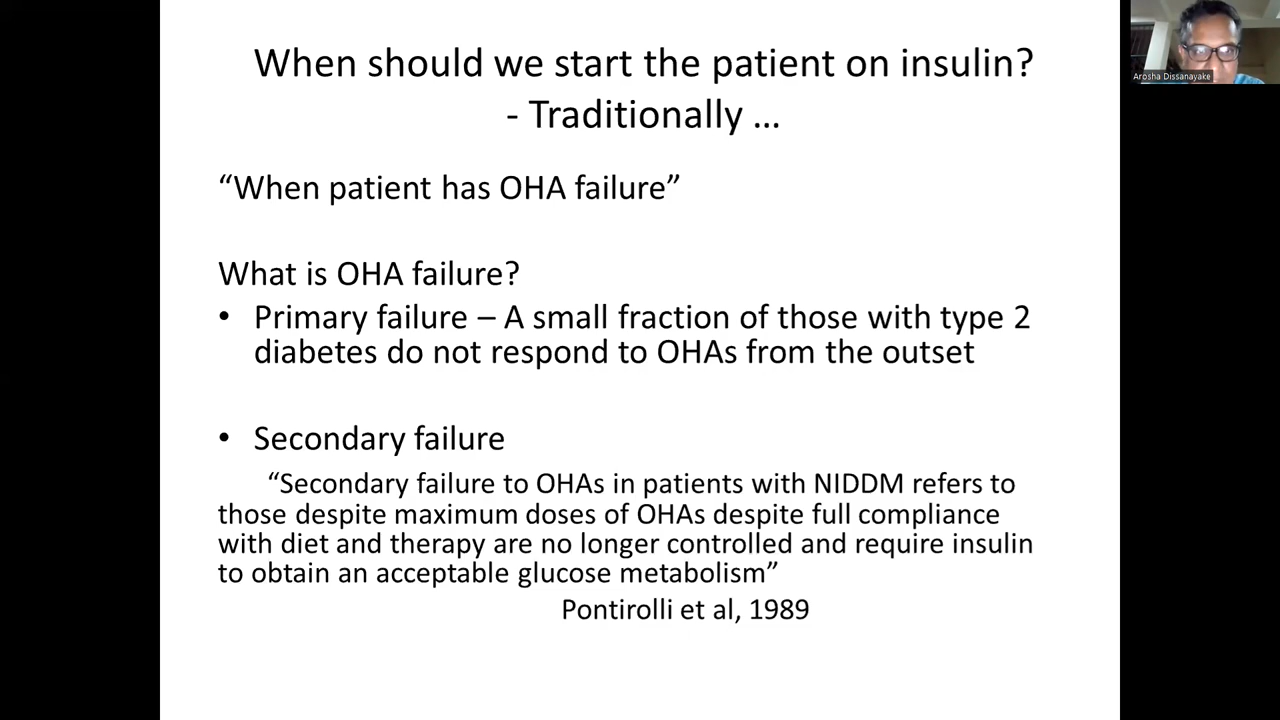 When should we start the patient on insulin?
- Traditionally …
“When patient has OHA failure”
What is OHA failure?
• Primary failure – A small fraction of those with type 2
diabetes do not respond to OHAs from the outset
• Secondary failure
“Secondary failure to OHAs in patients with NIDDM refers to
those despite maximum doses of OHAs despite full compliance
with diet and therapy are no longer controlled and require insulin
to obtain an acceptable glucose metabolism”
Pontirolli et al, 1989
Arosha Dissanayake